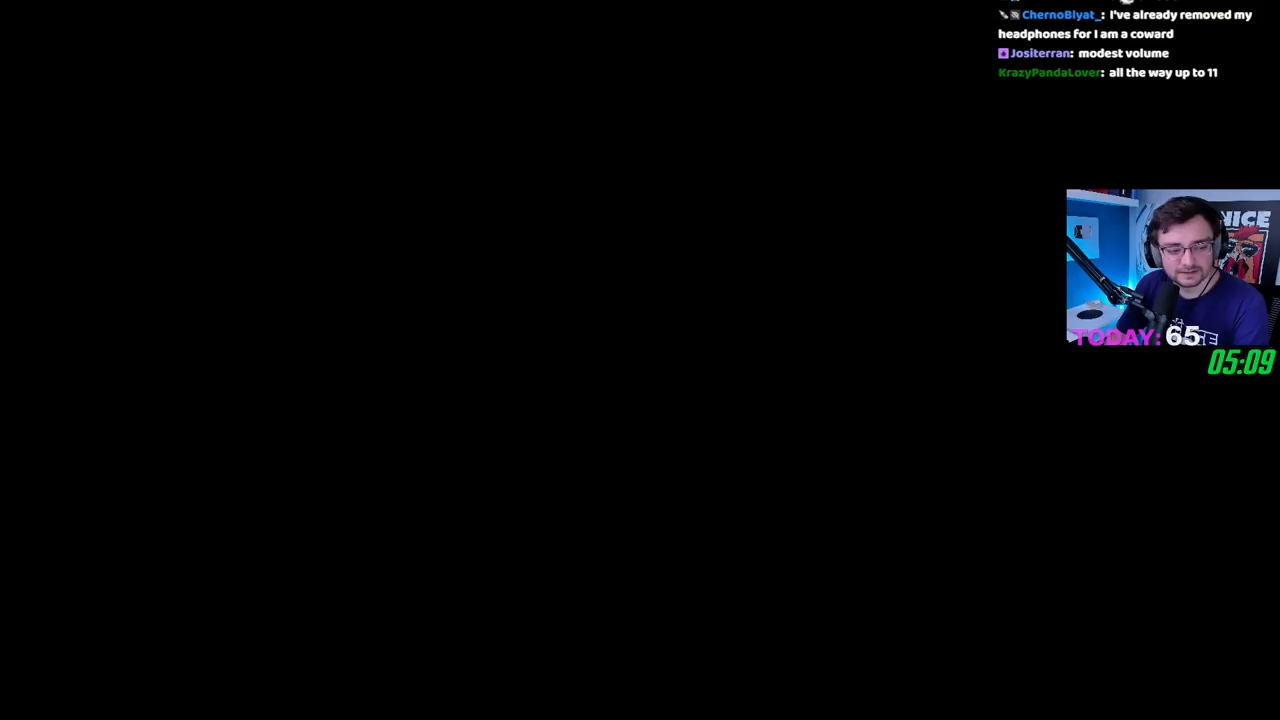 ChernoBlyat_: I've already removed my
headphones for I am a coward
Jositerran: modest volume
KrazyPandaLover: all the way up to 11
NICE
TODAY: 65
05:09